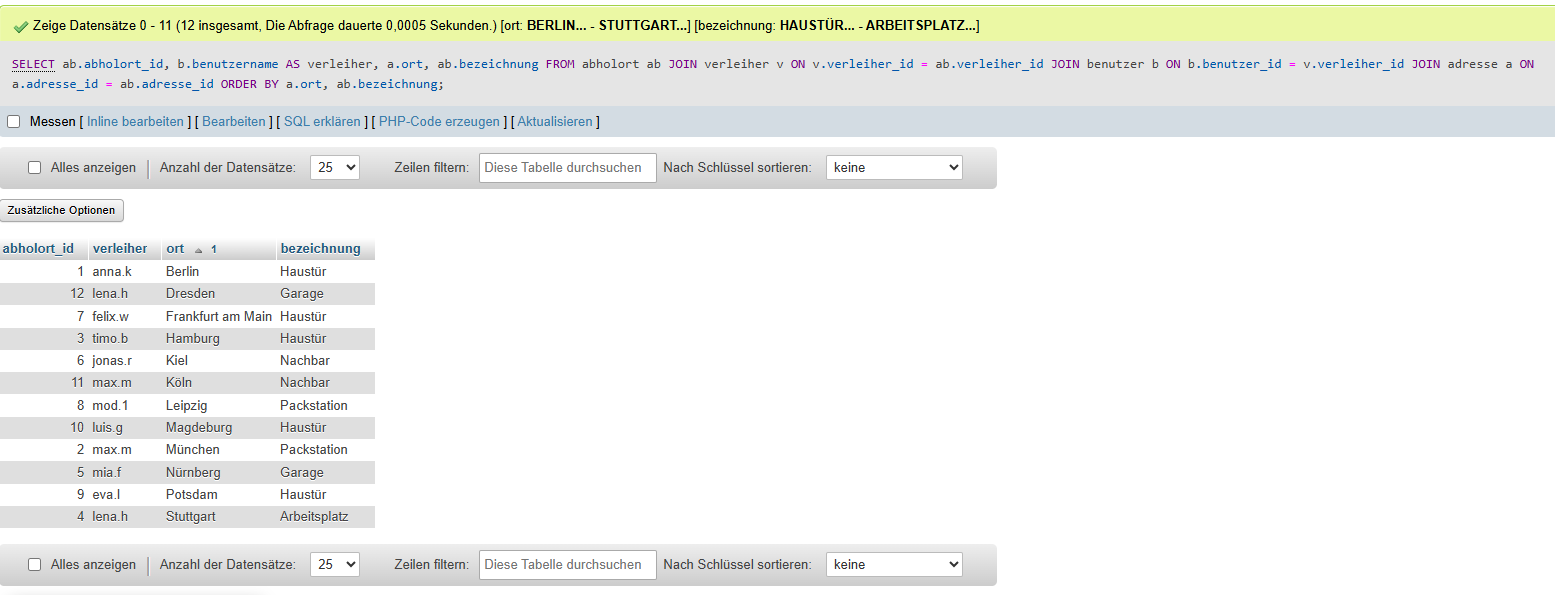 Zeige Datensätze 0 - 11 (12 insgesamt, Die Abfrage dauerte 0,0005 Sekunden.) [ort: BERLIN... - STUTTGART...] [bezeichnung: HAUSTÜR... - ARBEITSPLATZ...]
SELECT ab.abholort_id, b.benutzername AS verleiher, a.ort, ab.bezeichnung FROM abholort ab JOIN verleiher v ON v.verleiher_id = ab.verleiher_id JOIN benutzer b ON b.benutzer_id = v.verleiher_id JOIN adresse a ON
a.adresse_id = ab.adresse_id ORDER BY a.ort, ab.bezeichnung;
Messen [ Inline bearbeiten ] [ Bearbeiten ] [ SQL erklären ] [ PHP-Code erzeugen ] [ Aktualisieren ]
Alles anzeigen Anzahl der Datensätze: 25 Zeilen filtern: Diese Tabelle durchsuchen Nach Schlüssel sortieren: keine
Zusätzliche Optionen
abholort_id verleiher ort 1 bezeichnung
1 anna.k Berlin Haustür
12 lena.h Dresden Garage
7 felix.w Frankfurt am Main Haustür
3 timo.b Hamburg Haustür
6 jonas.r Kiel Nachbar
11 max.m Köln Nachbar
8 mod.1 Leipzig Packstation
10 luis.g Magdeburg Haustür
2 max.m München Packstation
5 mia.f Nürnberg Garage
9 eva.l Potsdam Haustür
4 lena.h Stuttgart Arbeitsplatz
Alles anzeigen Anzahl der Datensätze: 25 Zeilen filtern: Diese Tabelle durchsuchen Nach Schlüssel sortieren: keine